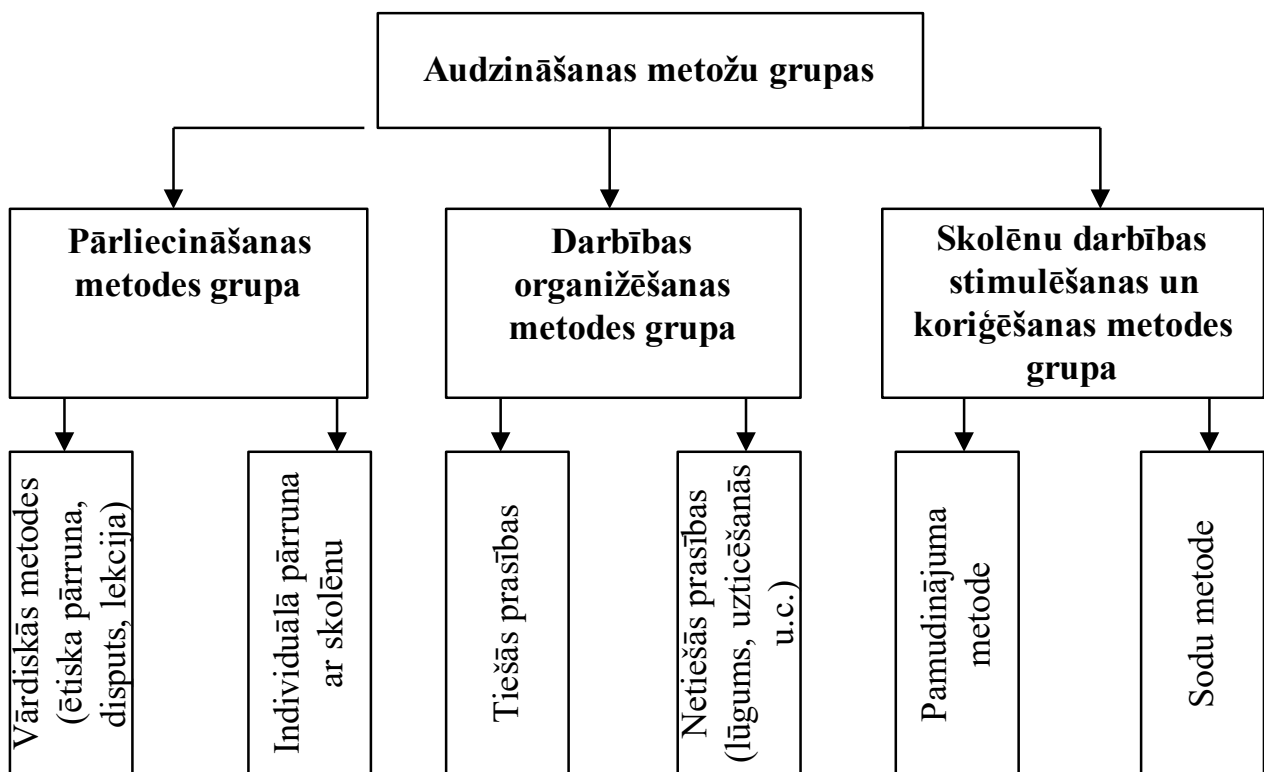 Audzināšanas metožu grupas
Pārliecināšanas
metodes grupa
Darbības
organižēšanas
metodes grupa
Skolēnu darbības
stimulēšanas un
koriģēšanas metodes
grupa
Vārdiskās metodes
(ētiska pārruna,
disputs, lekcija)
Individuālā pārruna
ar skolēnu
Tiešās prasības
Netiešās prasības
(lūgums, uzticēšanās
u.c.)
Pamudinājuma
metode
Sodu metode